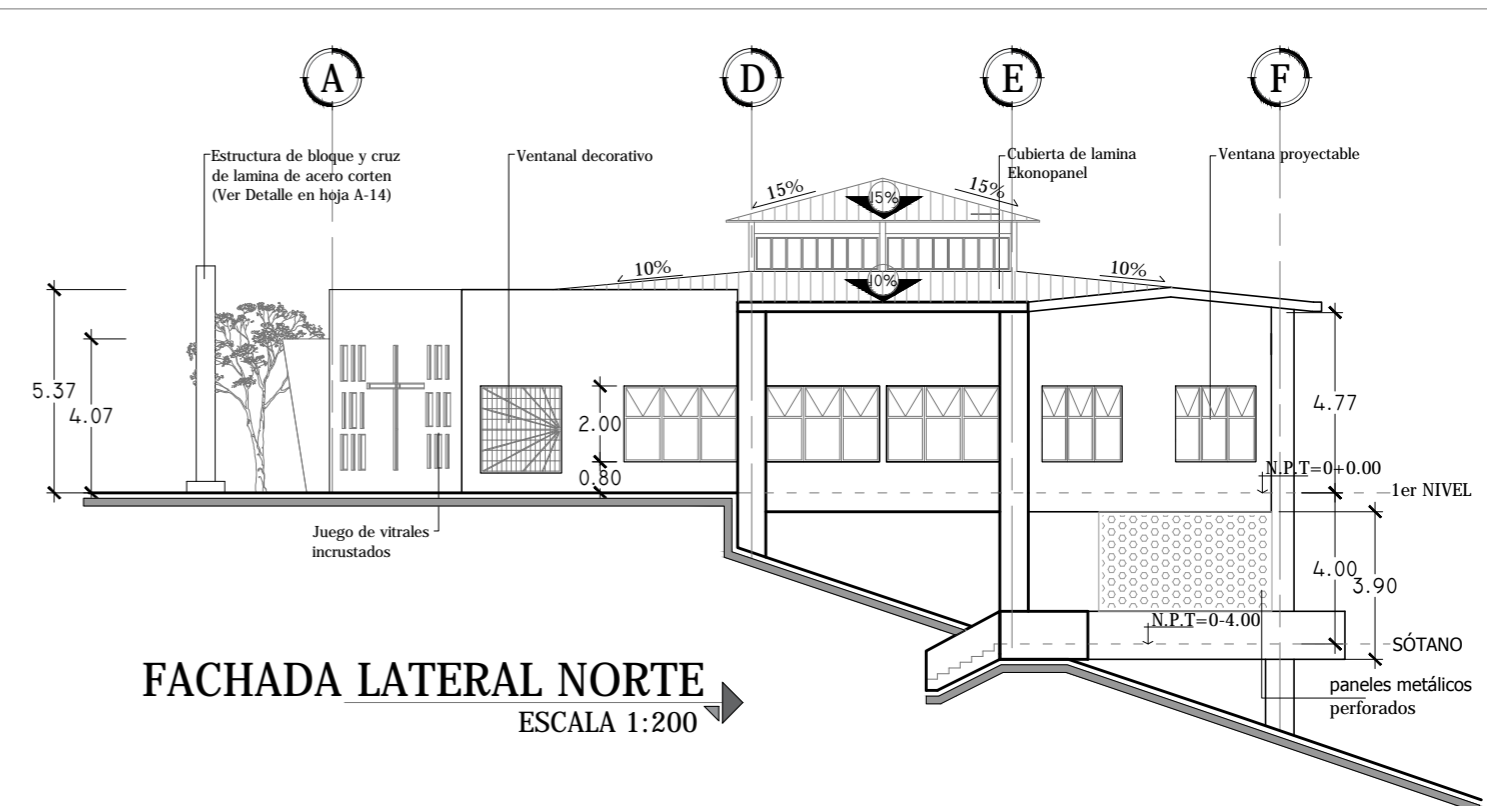 A
D
E
F
Estructura de bloque y cruz
de lamina de acero corten
(Ver Detalle en hoja A-14)
Ventanal decorativo
Cubierta de lamina
Ekonopanel
Ventana proyectable
15%
15%
15%
10%
10%
10%
5.37
4.07
2.00
0.80
4.77
N.P.T=0+0.00
1er NIVEL
Juego de vitrales
incrustados
4.00
3.90
N.P.T=0-4.00
SÓTANO
paneles metálicos
perforados
FACHADA LATERAL NORTE
ESCALA 1:200